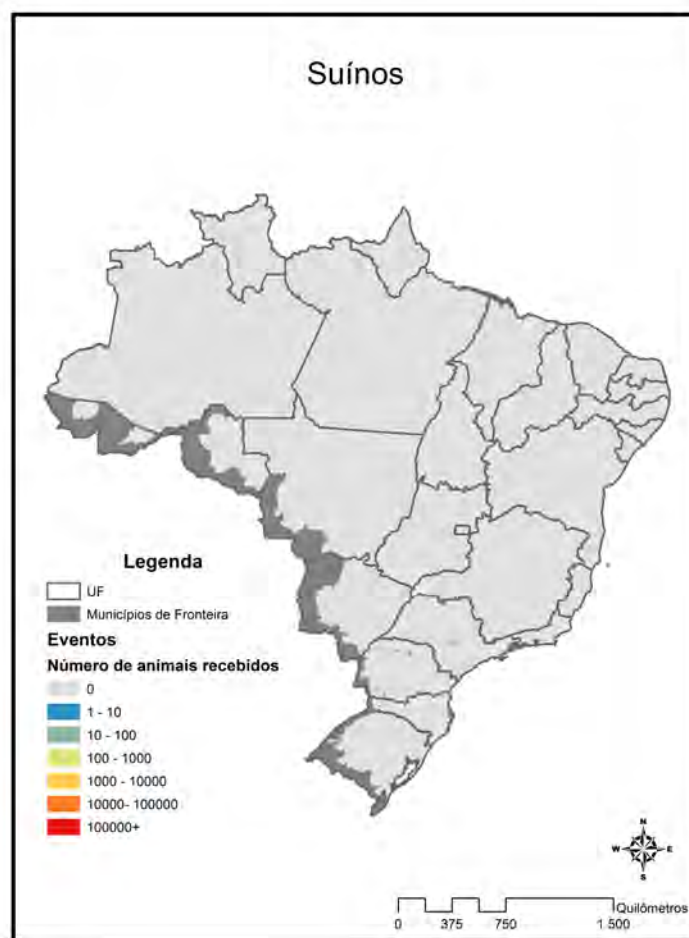 Suínos
Legenda
UF
Municípios de Fronteira
Eventos
Número de animais recebidos
0
1 - 10
10 - 100
100 - 1000
1000 - 10000
10000- 100000
100000+
N
W E
S
Quilômetros
0 375 750 1.500